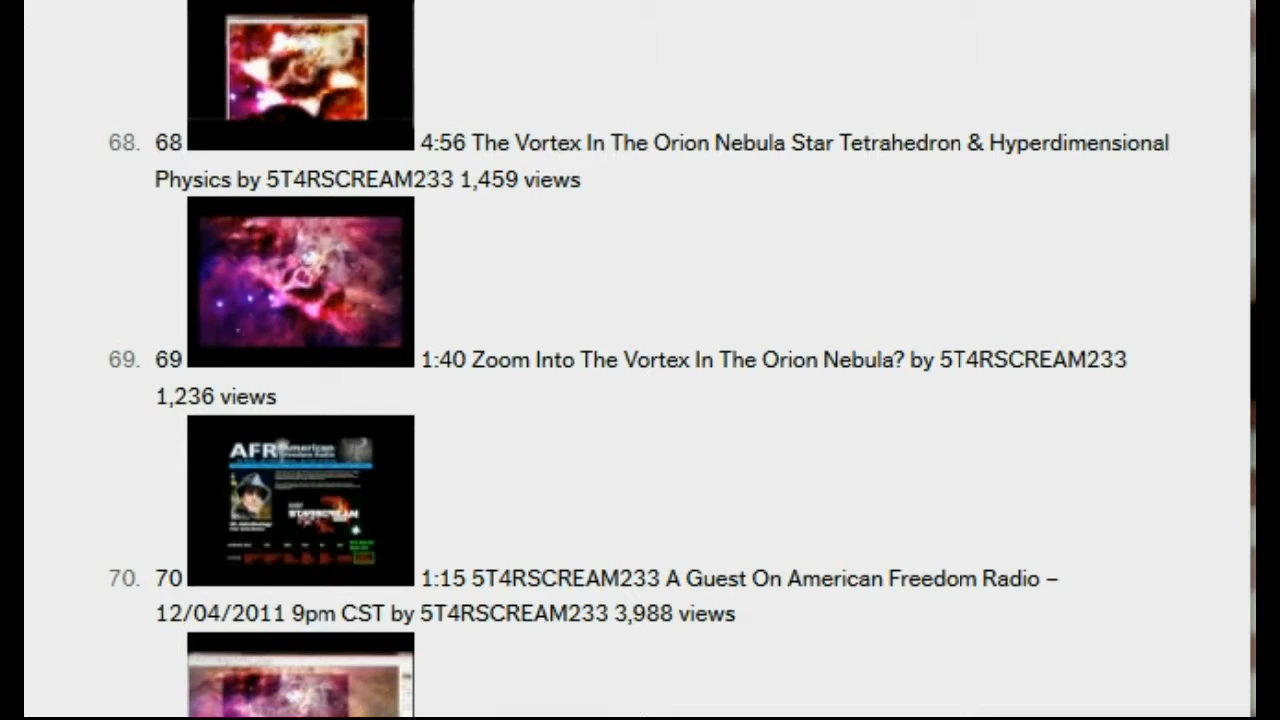 68. 68 4:56 The Vortex In The Orion Nebula Star Tetrahedron & Hyperdimensional
Physics by 5T4RSCREAM233 1,459 views
69. 69 1:40 Zoom Into The Vortex In The Orion Nebula? by 5T4RSCREAM233
1,236 views
AFR American
Freedom Radio
70. 70 1:15 5T4RSCREAM233 A Guest On American Freedom Radio –
12/04/2011 9pm CST by 5T4RSCREAM233 3,988 views